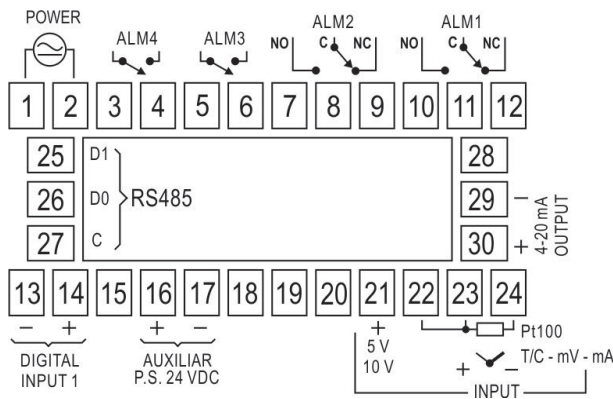 POWER
ALM4
ALM3
ALM2
ALM1
NO C NC
NO C NC
1 2 3 4 5 6 7 8 9 10 11 12
25 D1 28
26 D0 RS485 29 −
27 C 30 +
4-20 mA
OUTPUT
13 14 15 16 17 18 19 20 21 22 23 24
− + + − +
DIGITAL
INPUT 1
AUXILIAR
P.S. 24 VDC
5 V
10 V
Pt100
+ − T/C - mV - mA
INPUT